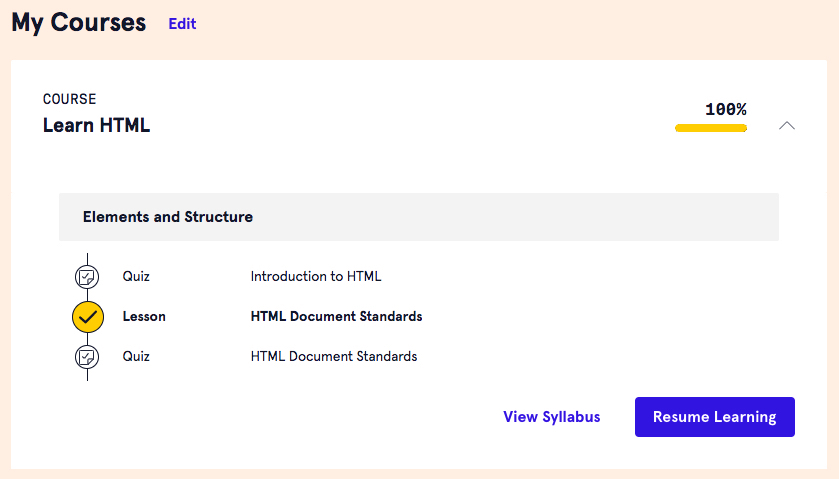 My Courses Edit
COURSE
100%
Learn HTML
Elements and Structure
Quiz Introduction to HTML
Lesson HTML Document Standards
Quiz HTML Document Standards
View Syllabus Resume Learning